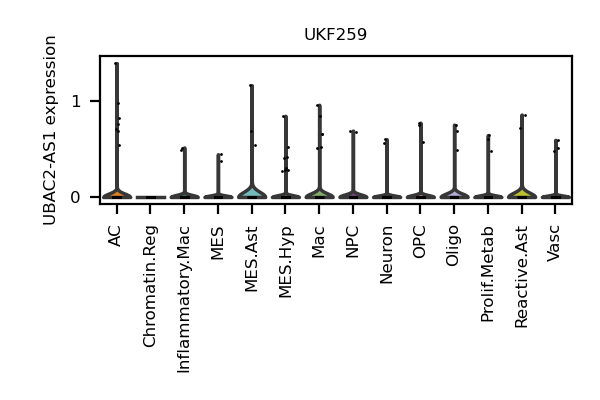 UKF259
UBAC2-AS1 expression
1
0
AC
Chromatin.Reg
Inflammatory.Mac
MES
MES.Ast
MES.Hyp
Mac
NPC
Neuron
OPC
Oligo
Prolif.Metab
Reactive.Ast
Vasc